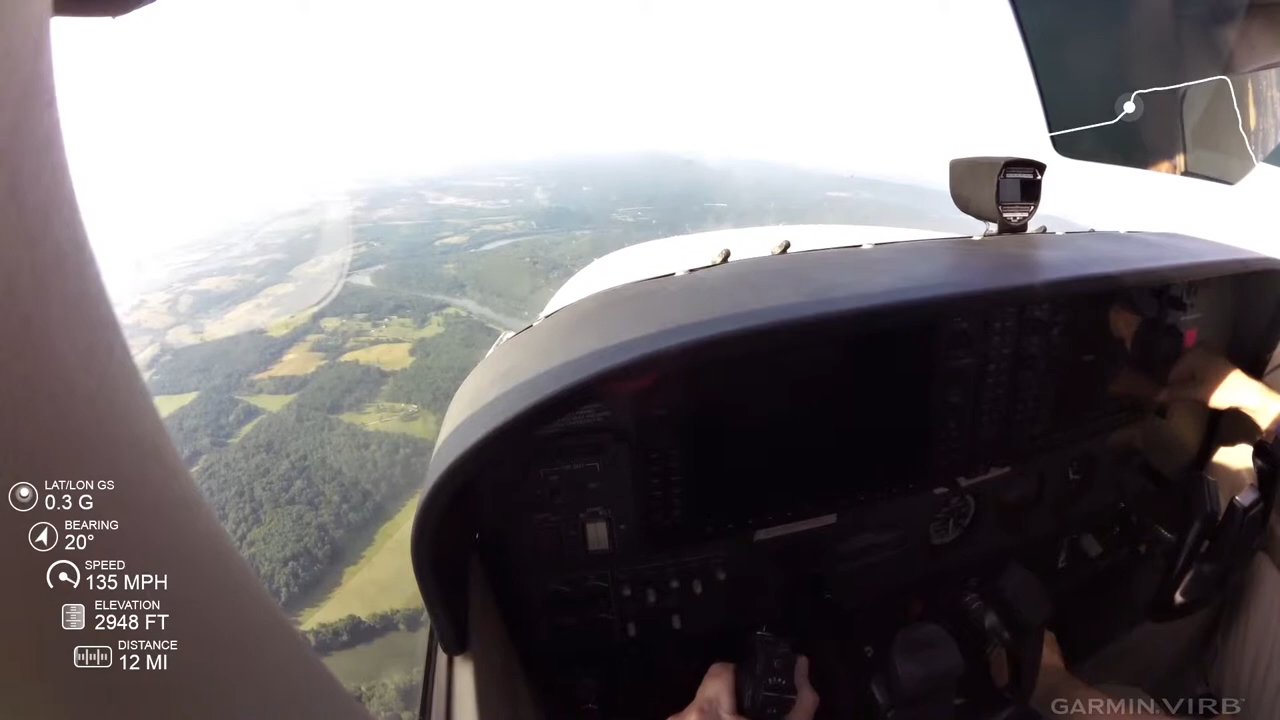 LAT/LON GS
0.3 G
BEARING
20°
SPEED
135 MPH
ELEVATION
2948 FT
DISTANCE
12 MI
GARMIN.VIRB